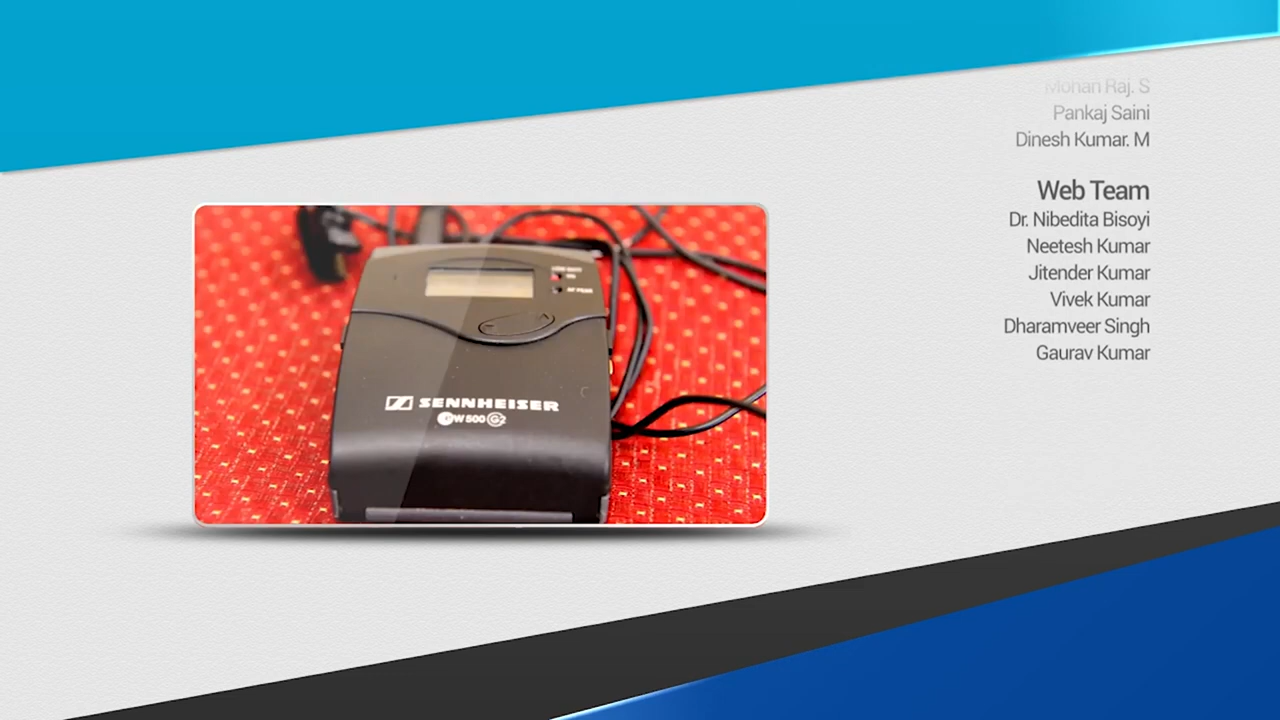 Mohan Raj. S
Pankaj Saini
Dinesh Kumar. M
Web Team
Dr. Nibedita Bisoyi
Neetesh Kumar
Jitender Kumar
Vivek Kumar
Dharamveer Singh
Gaurav Kumar
SENNHEISER
ew 500 G2